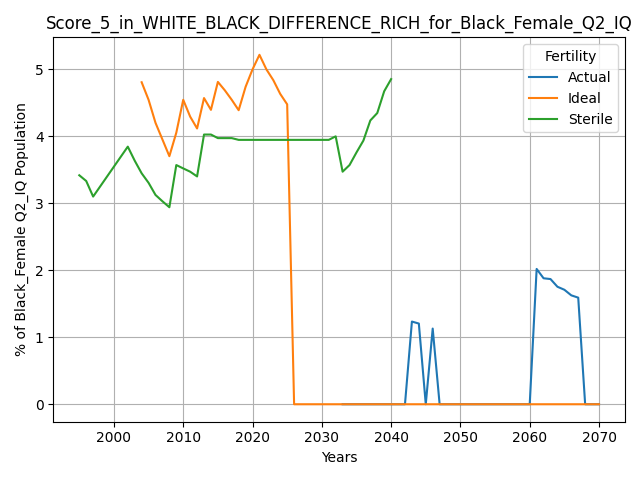 Score_5_in_WHITE_BLACK_DIFFERENCE_RICH_for_Black_Female_Q2_IQ
Fertility
Actual
Ideal
Sterile
% of Black_Female Q2_IQ Population
5
4
3
2
1
0
2000 2010 2020 2030 2040 2050 2060 2070
Years